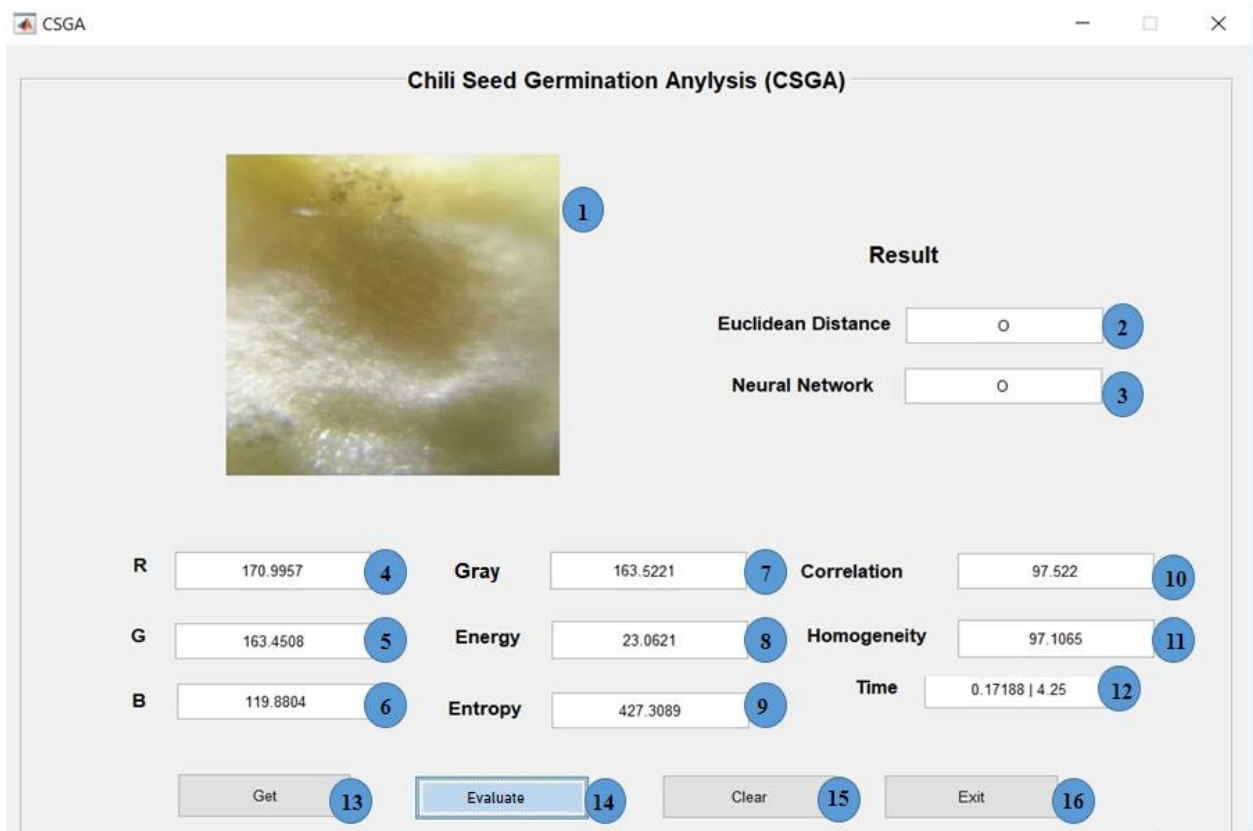 CSGA
Chili Seed Germination Anylysis (CSGA)
1
Result
Euclidean Distance O 2
Neural Network O 3
R 170.9957 4 Gray 163.5221 7 Correlation 97.522 10
G 163.4508 5 Energy 23.0621 8 Homogeneity 97.1065 11
B 119.8804 6 Entropy 427.3089 9 Time 0.17188 | 4.25 12
Get 13 Evaluate 14 Clear 15 Exit 16